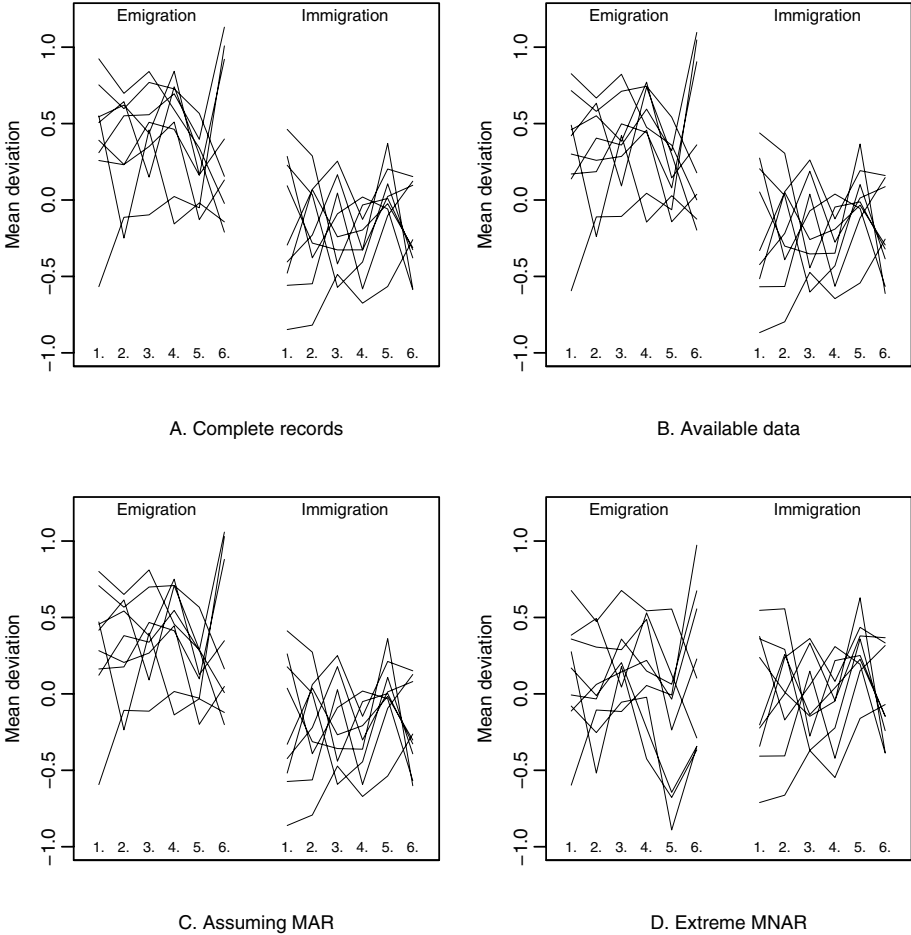 Emigration Immigration
Mean deviation
1.0
0.5
0.0
−0.5
−1.0
1. 2. 3. 4. 5. 6. 1. 2. 3. 4. 5. 6.
A. Complete records
Emigration Immigration
Mean deviation
1.0
0.5
0.0
−0.5
−1.0
1. 2. 3. 4. 5. 6. 1. 2. 3. 4. 5. 6.
B. Available data
Emigration Immigration
Mean deviation
1.0
0.5
0.0
−0.5
−1.0
1. 2. 3. 4. 5. 6. 1. 2. 3. 4. 5. 6.
C. Assuming MAR
Emigration Immigration
Mean deviation
1.0
0.5
0.0
−0.5
−1.0
1. 2. 3. 4. 5. 6. 1. 2. 3. 4. 5. 6.
D. Extreme MNAR